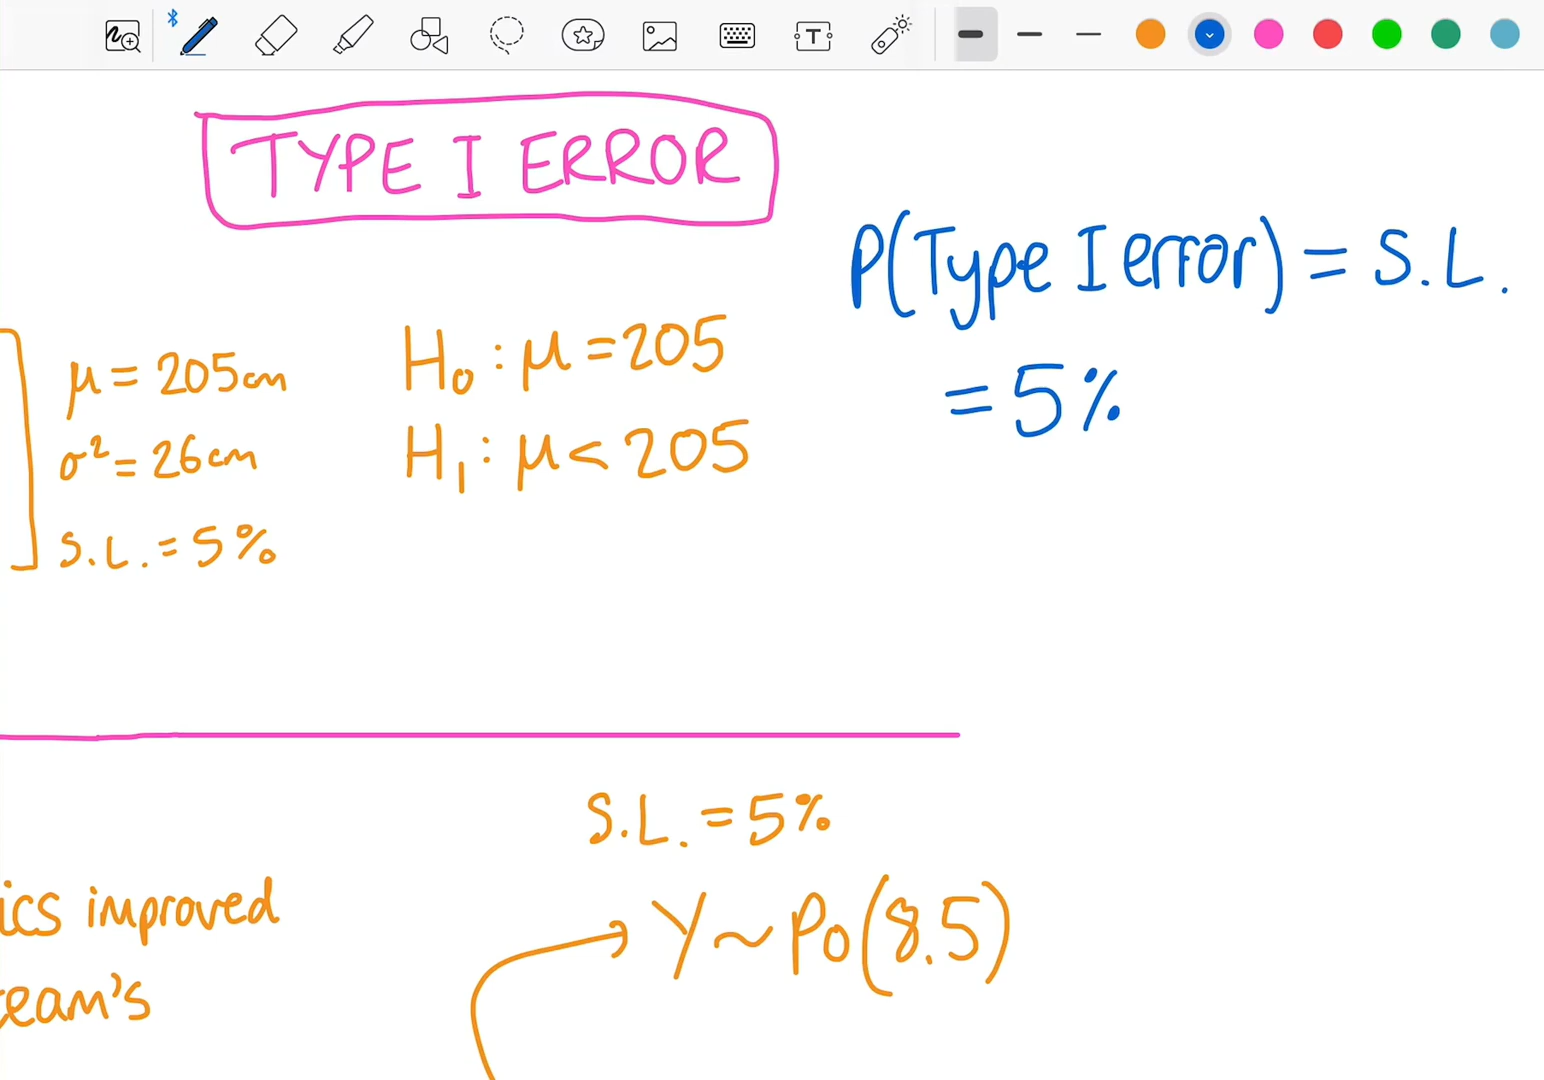 TYPE I ERROR
P(Type I error) = S.L.
= 5%
μ = 205cm
σ² = 26cm
S.L. = 5%
H₀ : μ = 205
H₁ : μ < 205
S.L. = 5%
Y ~ Po(8.5)
ics improved
eam's